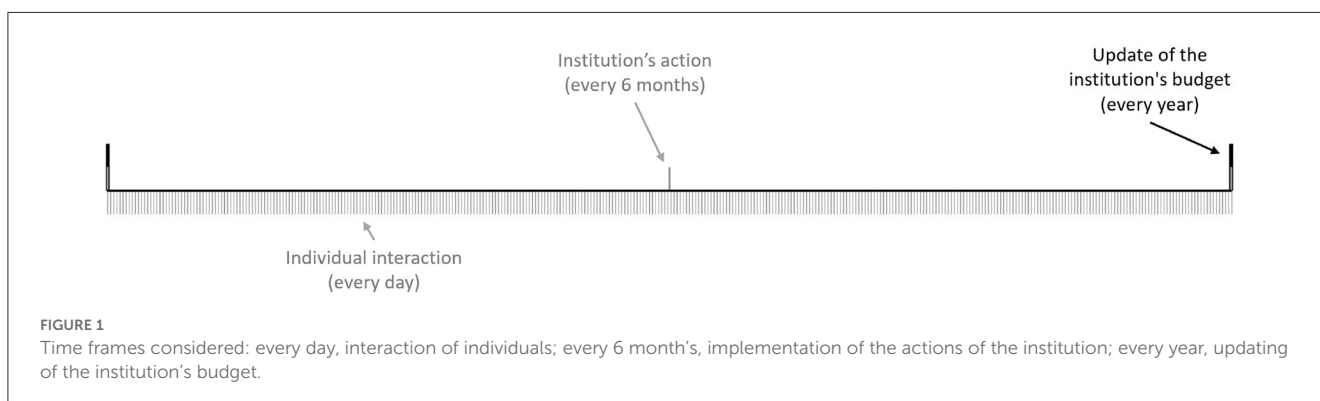 Institution’s action
(every 6 months)
Update of the
institution's budget
(every year)
Individual interaction
(every day)
FIGURE 1
Time frames considered: every day, interaction of individuals; every 6 month’s, implementation of the actions of the institution; every year, updating
of the institution’s budget.